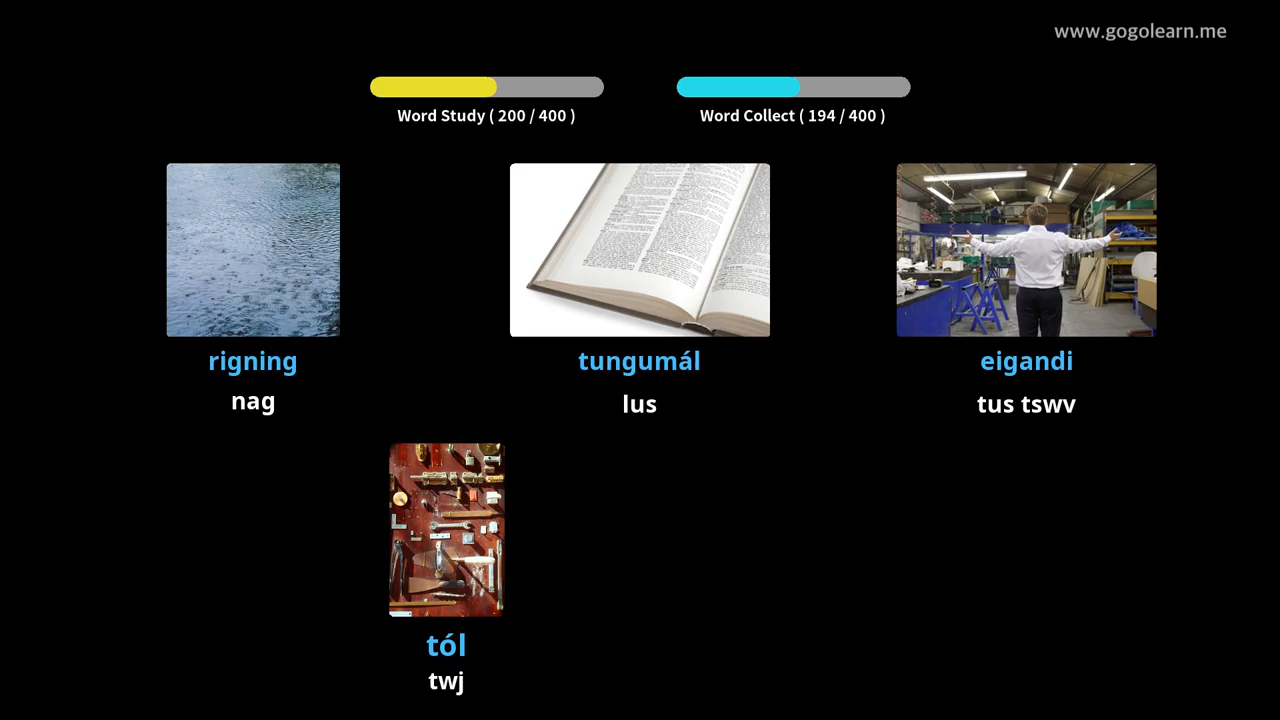 www.gogolearn.me
Word Study ( 200 / 400 )
Word Collect ( 194 / 400 )
rigning
nag
tungumál
lus
eigandi
tus tswv
tól
twj